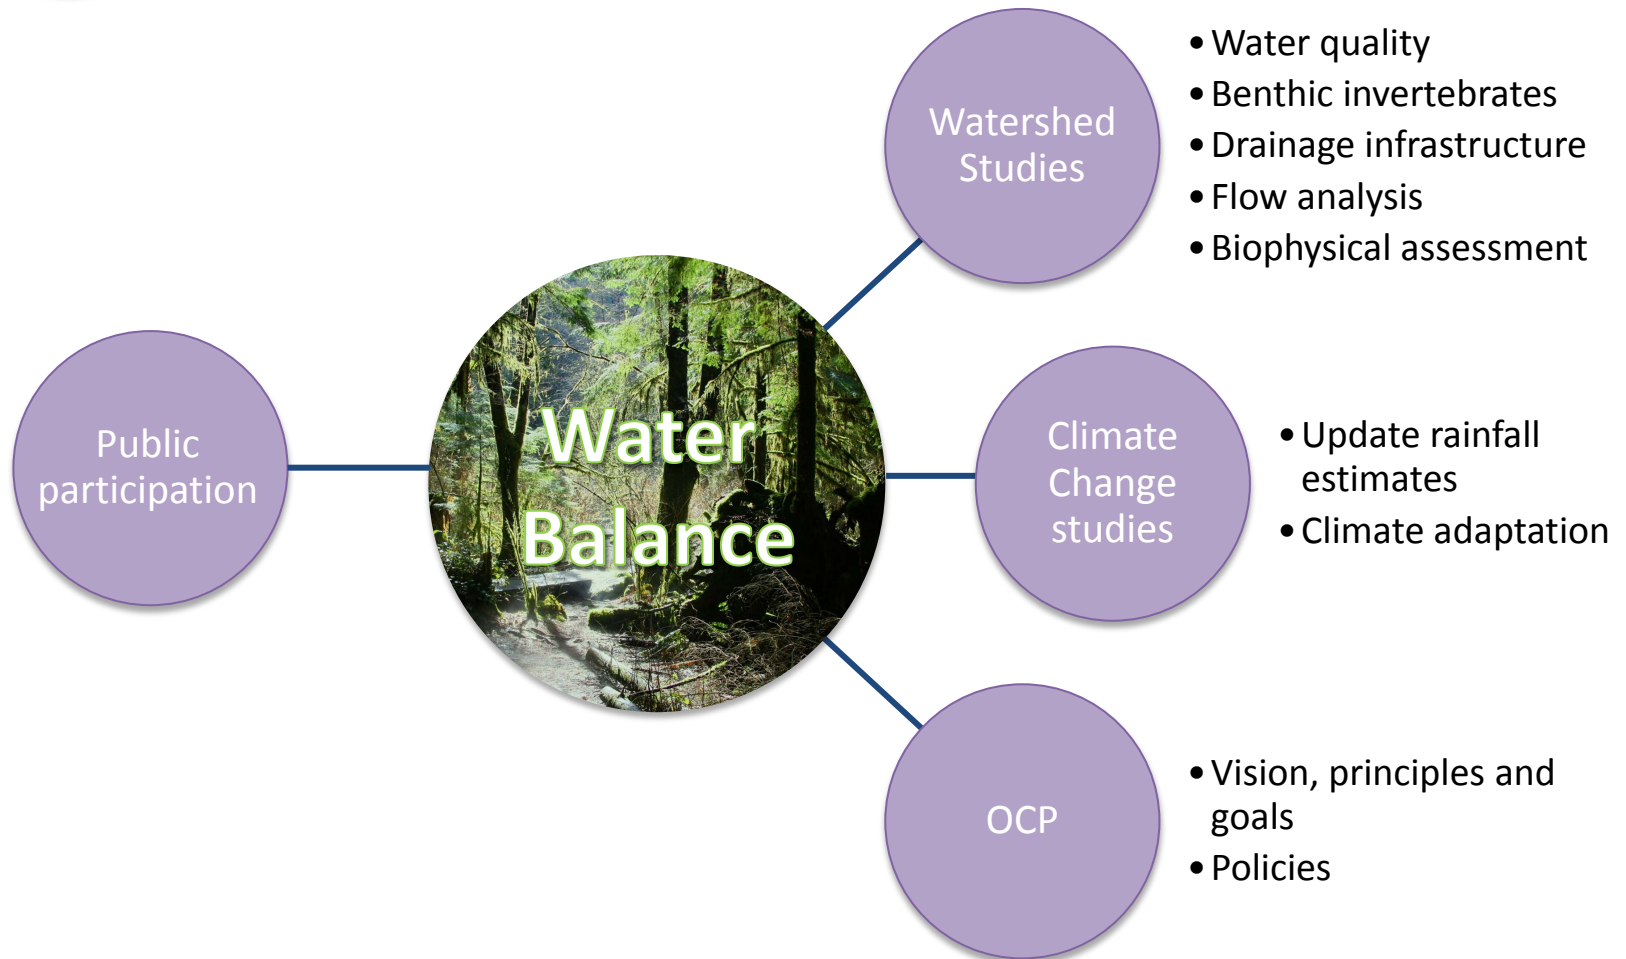 Watershed
Studies
• Water quality
• Benthic invertebrates
• Drainage infrastructure
• Flow analysis
• Biophysical assessment
Public
participation
Water
Balance
Climate
Change
studies
• Update rainfall
estimates
• Climate adaptation
OCP
• Vision, principles and
goals
• Policies